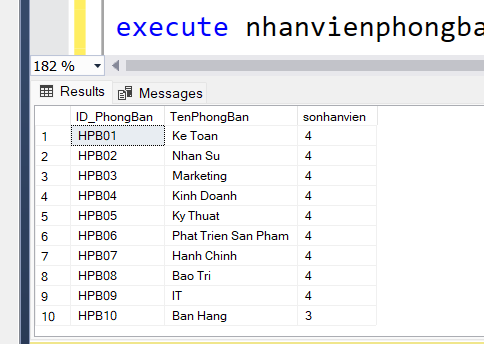 execute nhanvienphongba
182 %
Results Messages
ID_PhongBan TenPhongBan sonhanvien
1 HPB01 Ke Toan 4
2 HPB02 Nhan Su 4
3 HPB03 Marketing 4
4 HPB04 Kinh Doanh 4
5 HPB05 Ky Thuat 4
6 HPB06 Phat Trien San Pham 4
7 HPB07 Hanh Chinh 4
8 HPB08 Bao Tri 4
9 HPB09 IT 4
10 HPB10 Ban Hang 3